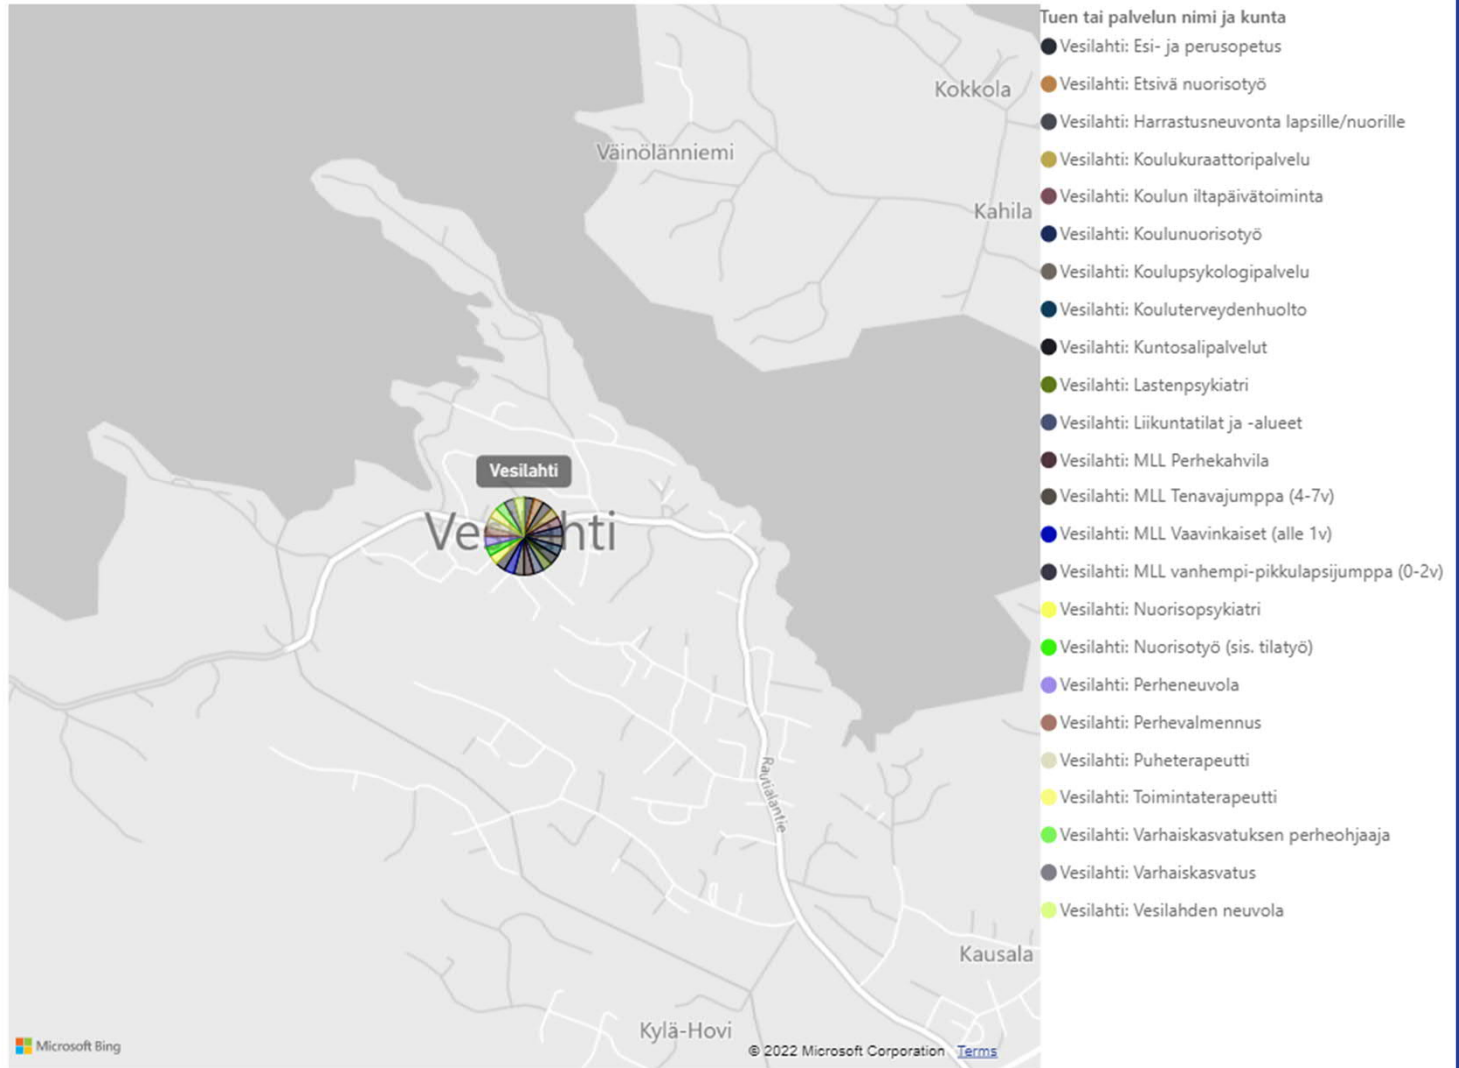 Tuen tai palvelun nimi ja kunta
Vesilahti: Esi- ja perusopetus
Vesilahti: Etsivä nuorisotyö
Vesilahti: Harrastusneuvonta lapsille/nuorille
Vesilahti: Koulukuraattoripalvelu
Vesilahti: Koulun iltapäivätoiminta
Vesilahti: Koulunuorisotyö
Vesilahti: Koulupsykologipalvelu
Vesilahti: Kouluterveydenhuolto
Vesilahti: Kuntosalipalvelut
Vesilahti: Lastenpsykiatri
Vesilahti: Liikuntatilat ja -alueet
Vesilahti: MLL Perhekahvila
Vesilahti: MLL Tenavajumppa (4-7v)
Vesilahti: MLL Vaavinkaiset (alle 1v)
Vesilahti: MLL vanhempi-pikkulapsijumppa (0-2v)
Vesilahti: Nuorisopsykiatri
Vesilahti: Nuorisotyö (sis. tilatyö)
Vesilahti: Perheneuvola
Vesilahti: Perhevalmennus
Vesilahti: Puheterapeutti
Vesilahti: Toimintaterapeutti
Vesilahti: Varhaiskasvatuksen perheohjaaja
Vesilahti: Varhaiskasvatus
Vesilahti: Vesilahden neuvola
Kokkola
Väinölänniemi
Kahila
Vesilahti
Vesilahti
Rautialantie
Kausala
Kylä-Hovi
Microsoft Bing
© 2022 Microsoft Corporation Terms